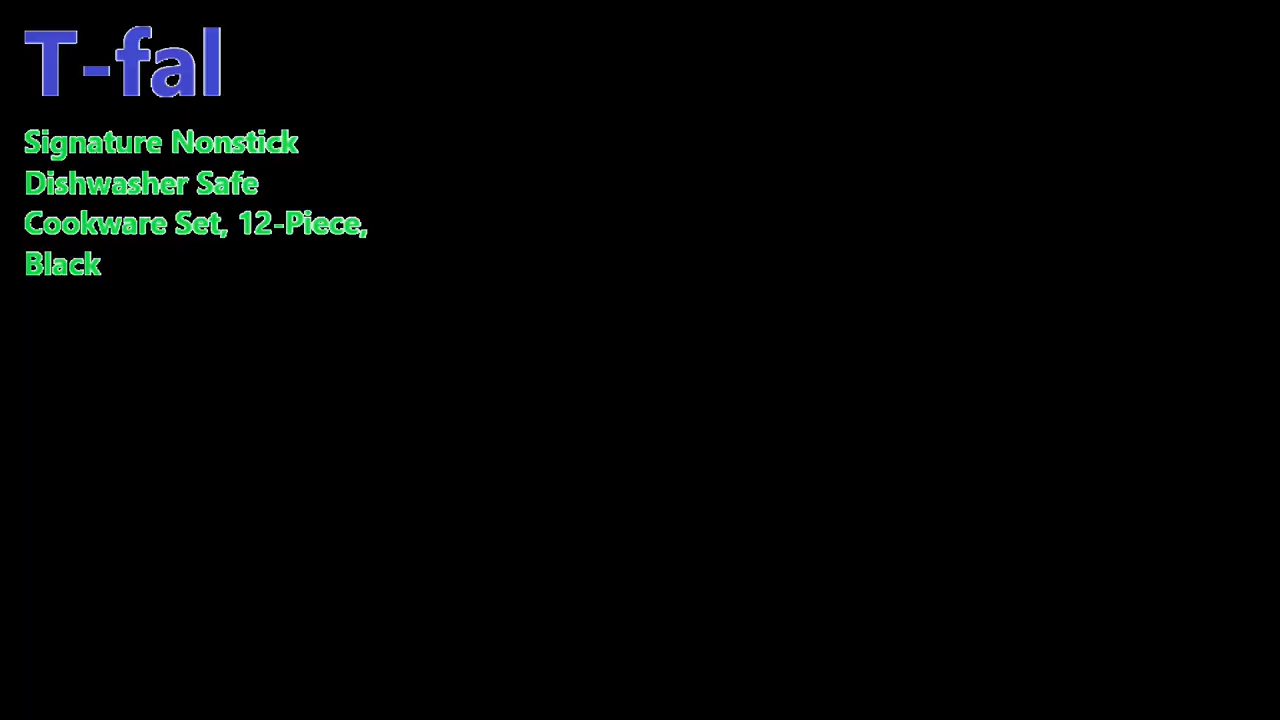 T-fal
Signature Nonstick
Dishwasher Safe
Cookware Set, 12-Piece,
Black